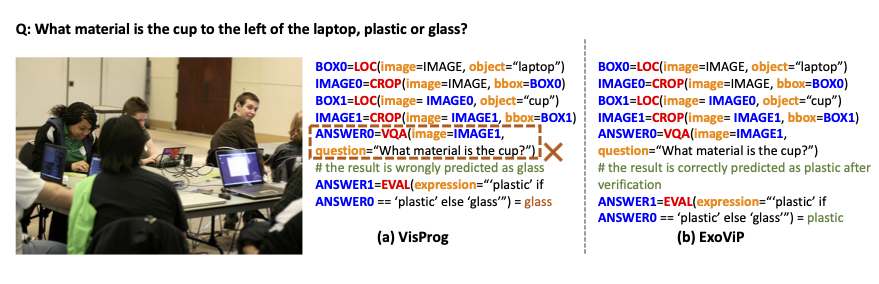 Q: What material is the cup to the left of the laptop, plastic or glass?
BOX0=LOC(image=IMAGE, object=“laptop”)
IMAGE0=CROP(image=IMAGE, bbox=BOX0)
BOX1=LOC(image= IMAGE0, object=“cup”)
IMAGE1=CROP(image= IMAGE1, bbox=BOX1)
ANSWER0=VQA(image=IMAGE1,
question=“What material is the cup?”)
# the result is wrongly predicted as glass
ANSWER1=EVAL(expression=“‘plastic’ if
ANSWER0 == ‘plastic’ else ‘glass’”) = glass
(a) VisProg
BOX0=LOC(image=IMAGE, object=“laptop”)
IMAGE0=CROP(image=IMAGE, bbox=BOX0)
BOX1=LOC(image= IMAGE0, object=“cup”)
IMAGE1=CROP(image= IMAGE1, bbox=BOX1)
ANSWER0=VQA(image=IMAGE1,
question=“What material is the cup?”)
# the result is correctly predicted as plastic after
verification
ANSWER1=EVAL(expression=“‘plastic’ if
ANSWER0 == ‘plastic’ else ‘glass’”) = plastic
(b) ExoViP